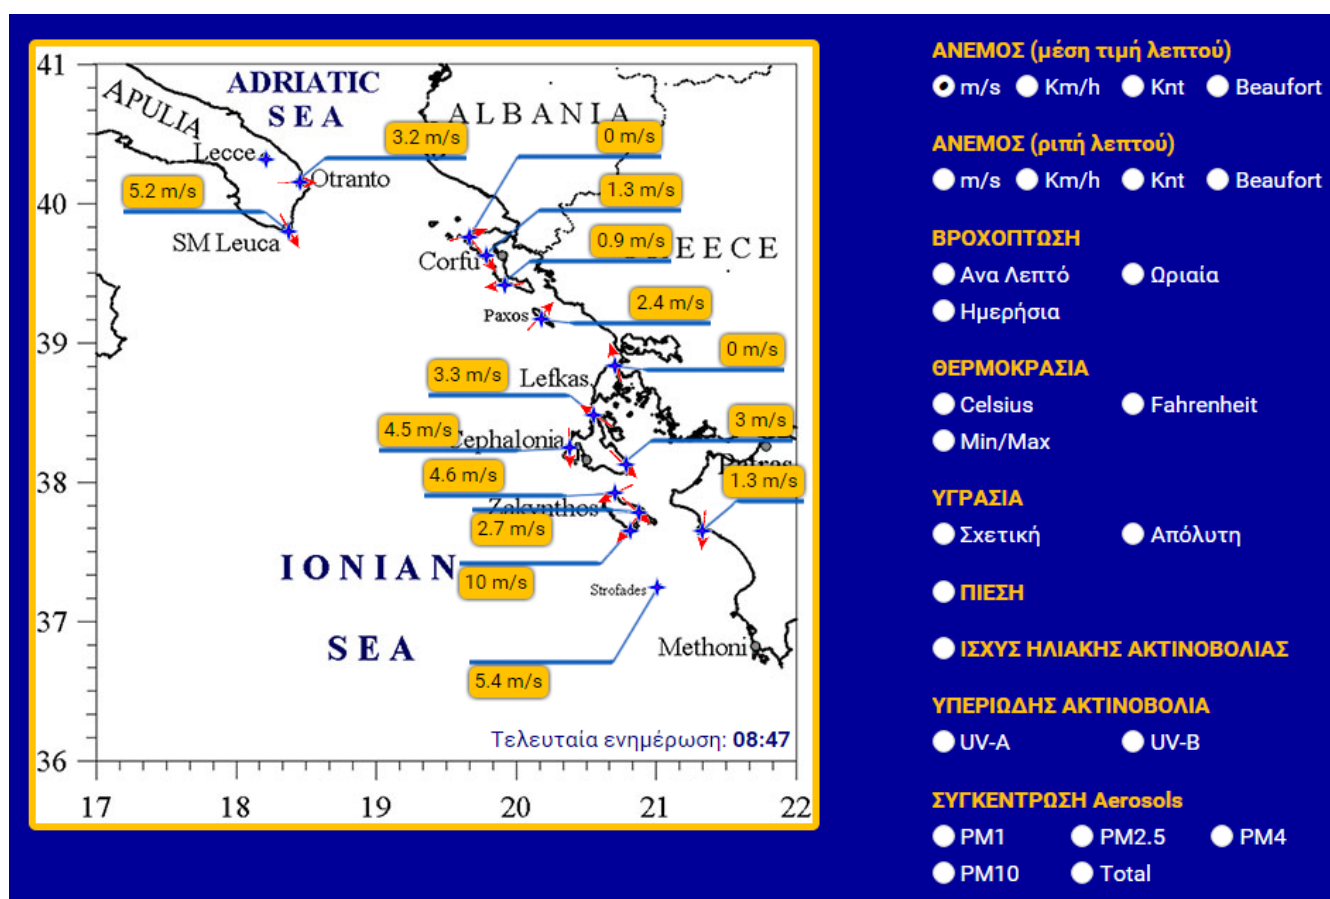 41
ADRIATIC
SEA
APULIA
ALBANIA
3.2 m/s
0 m/s
Lecce
Otranto
5.2 m/s
1.3 m/s
40
SM Leuca
0.9 m/s
EECE
Corfu
2.4 m/s
Paxos
39
0 m/s
3.3 m/s
Lefkas
3 m/s
4.5 m/s
ephalonia
4.6 m/s
Patras
38
1.3 m/s
Zakynthos
2.7 m/s
IONIAN
10 m/s
Strofades
37
SEA
Methoni
5.4 m/s
Τελευταία ενημέρωση: 08:47
36
17 18 19 20 21 22
ΑΝΕΜΟΣ (μέση τιμή λεπτού)
m/s Km/h Knt Beaufort
ΑΝΕΜΟΣ (ριπή λεπτού)
m/s Km/h Knt Beaufort
ΒΡΟΧΟΠΤΩΣΗ
Ανα Λεπτό Ωριαία
Ημερήσια
ΘΕΡΜΟΚΡΑΣΙΑ
Celsius Fahrenheit
Min/Max
ΥΓΡΑΣΙΑ
Σχετική Απόλυτη
ΠΙΕΣΗ
ΙΣΧΥΣ ΗΛΙΑΚΗΣ ΑΚΤΙΝΟΒΟΛΙΑΣ
ΥΠΕΡΙΩΔΗΣ ΑΚΤΙΝΟΒΟΛΙΑ
UV-A UV-B
ΣΥΓΚΕΝΤΡΩΣΗ Aerosols
PM1 PM2.5 PM4
PM10 Total